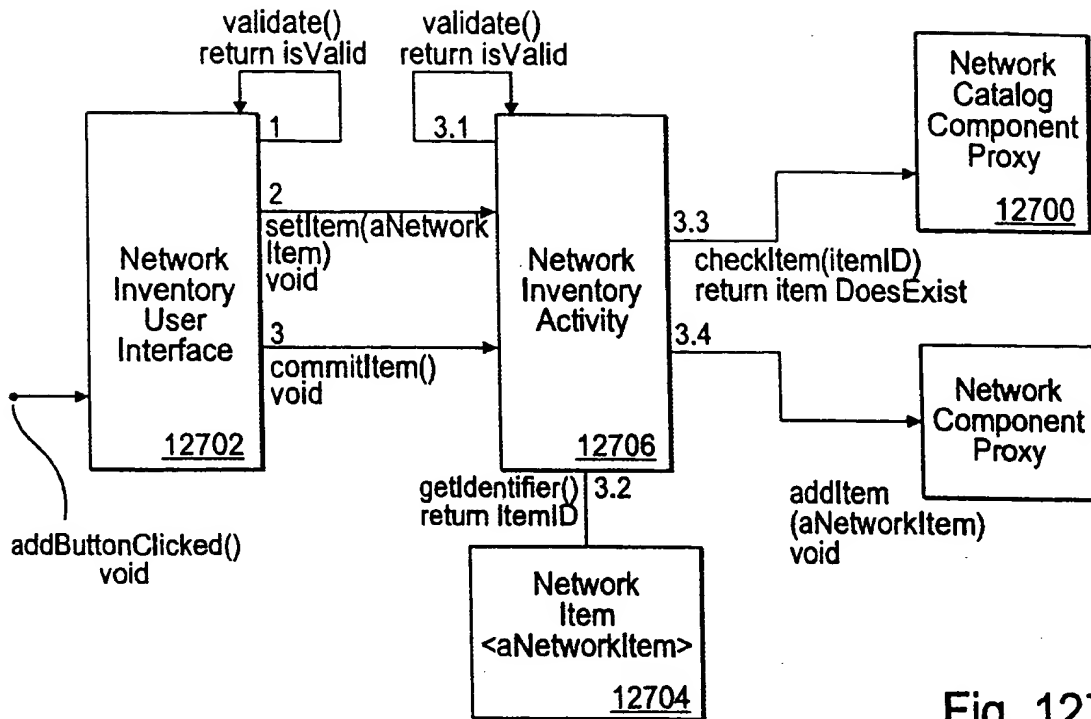 validate()
return isValid
validate()
return isValid
1
3.1
Network
Catalog
Component
Proxy
12700
2
setItem(aNetwork
Item)
void
3.3
checkItem(itemID)
return item DoesExist
Network
Inventory
User
Interface
12702
Network
Inventory
Activity
12706
3
commitItem()
void
3.4
Network
Component
Proxy
addItem
(aNetworkItem)
void
getIdentifier()
return ItemID
3.2
addButtonClicked()
void
Network
Item
<aNetworkItem>
12704
Fig. 127